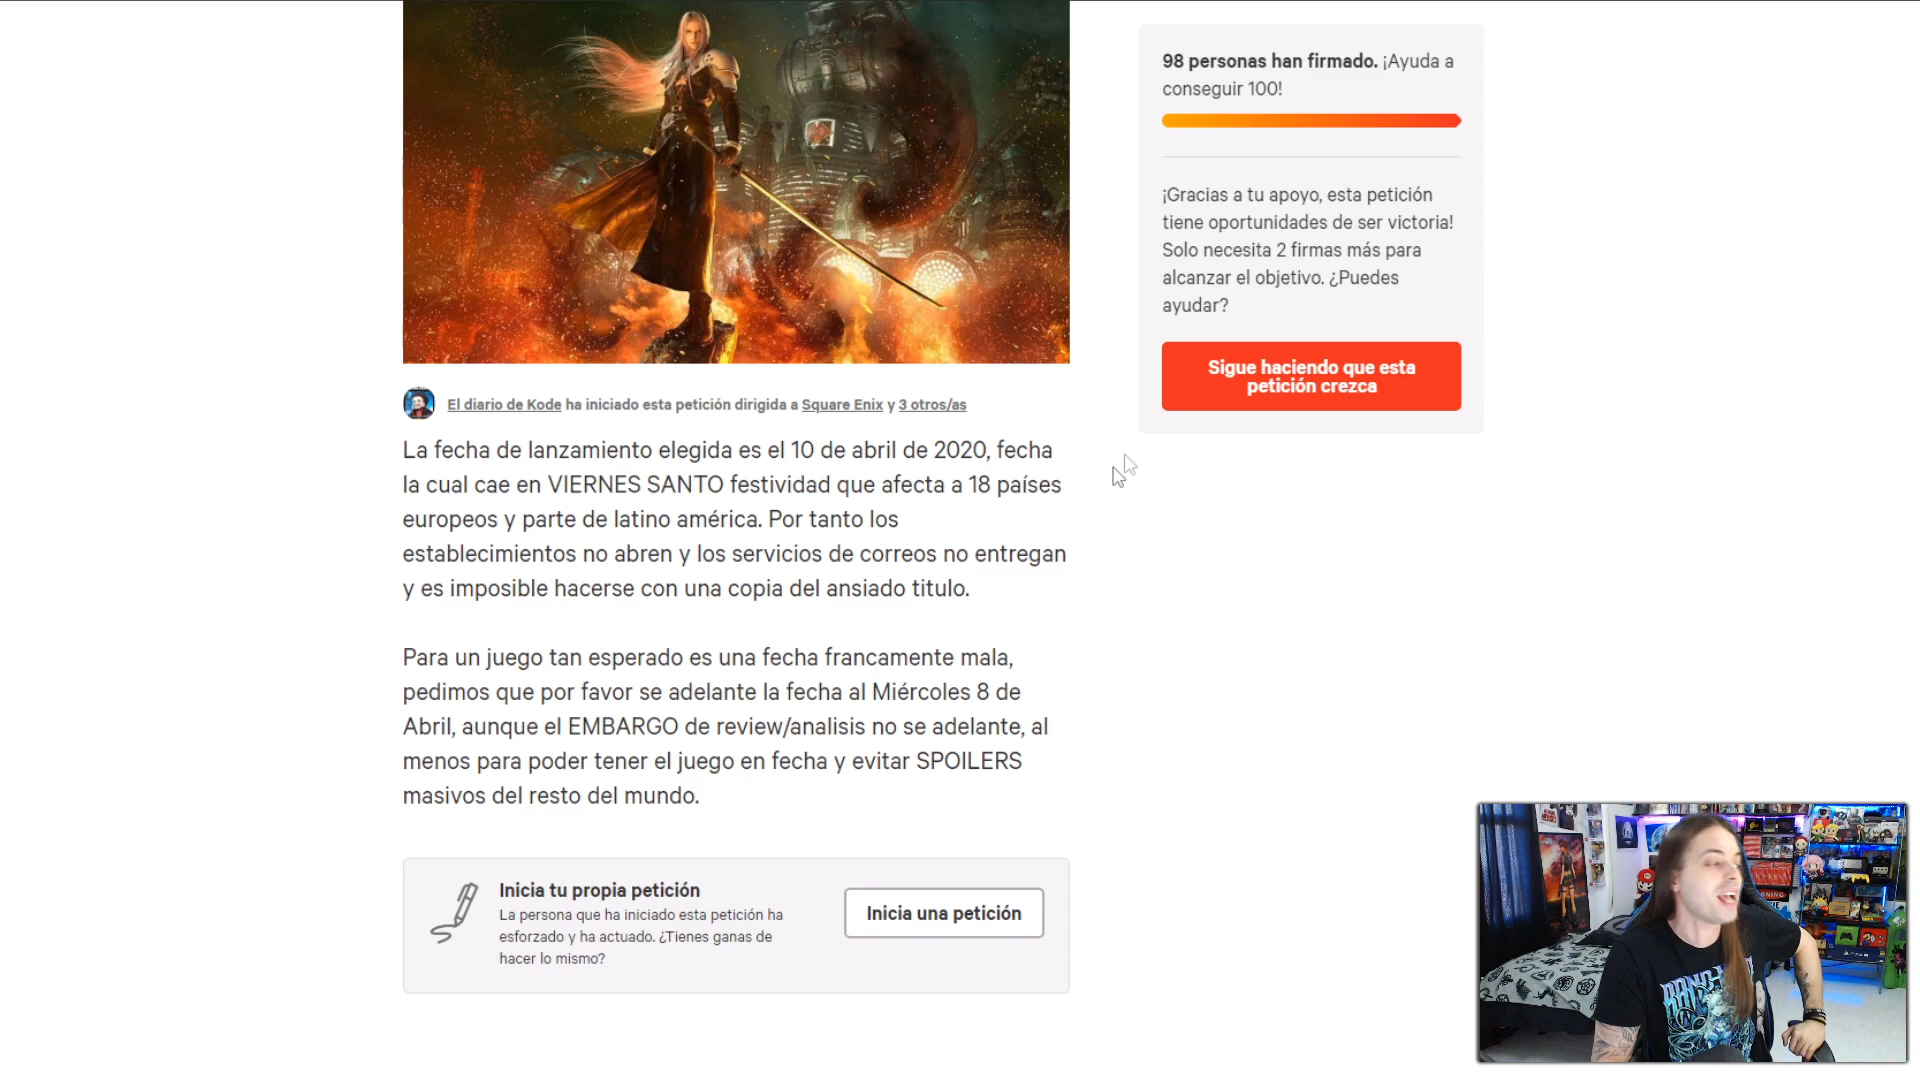 98 personas han firmado. ¡Ayuda a
conseguir 100!
¡Gracias a tu apoyo, esta petición
tiene oportunidades de ser victoria!
Solo necesita 2 firmas más para
alcanzar el objetivo. ¿Puedes
ayudar?
Sigue haciendo que esta
petición crezca
El diario de Kode ha iniciado esta petición dirigida a Square Enix y 3 otros/as
La fecha de lanzamiento elegida es el 10 de abril de 2020, fecha
la cual cae en VIERNES SANTO festividad que afecta a 18 países
europeos y parte de latino américa. Por tanto los
establecimientos no abren y los servicios de correos no entregan
y es imposible hacerse con una copia del ansiado titulo.
Para un juego tan esperado es una fecha francamente mala,
pedimos que por favor se adelante la fecha al Miércoles 8 de
Abril, aunque el EMBARGO de review/analisis no se adelante, al
menos para poder tener el juego en fecha y evitar SPOILERS
masivos del resto del mundo.
Inicia tu propia petición
La persona que ha iniciado esta petición ha
esforzado y ha actuado. ¿Tienes ganas de
hacer lo mismo?
Inicia una petición